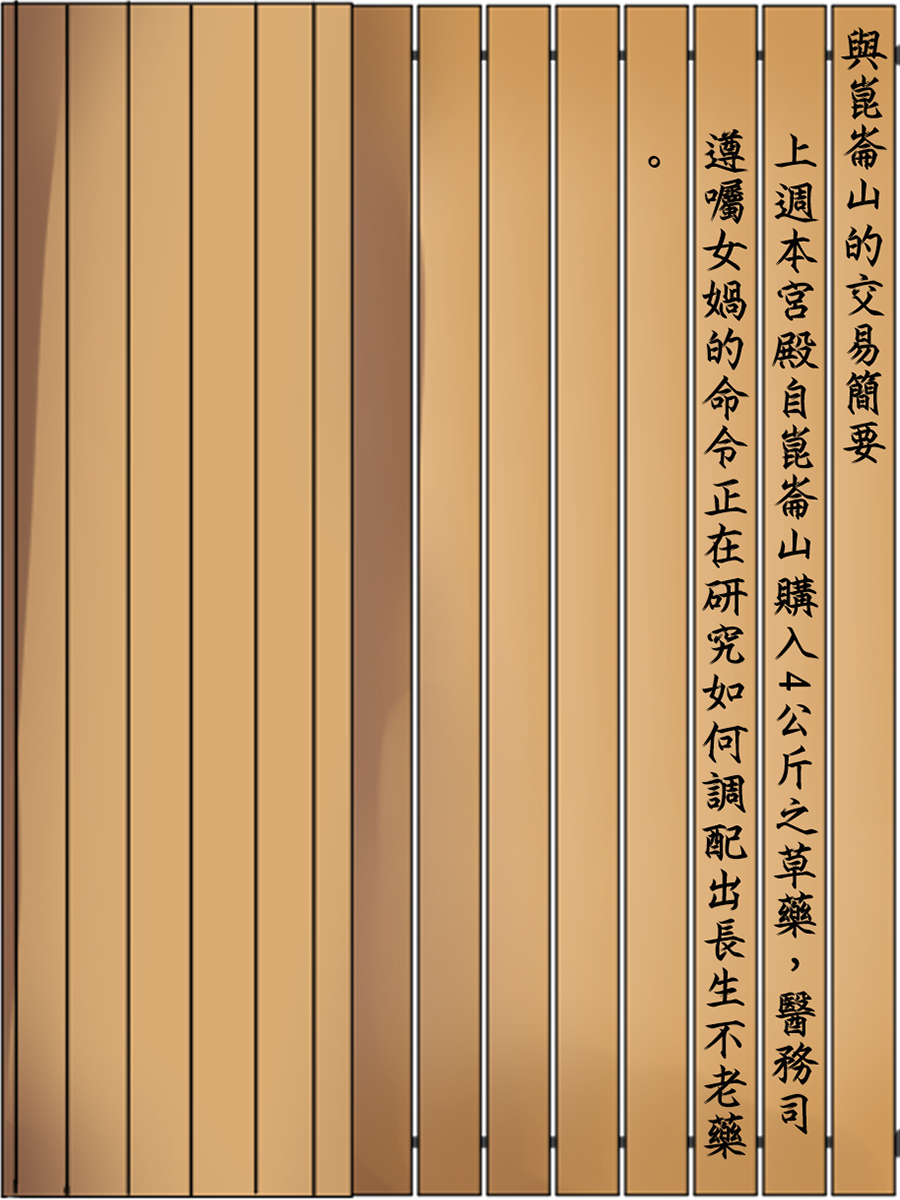 與崑崙山的交易簡要
上週本宮殿自崑崙山購入4公斤之草藥，醫務司
遵囑女媧的命令正在研究如何調配出長生不老藥
。